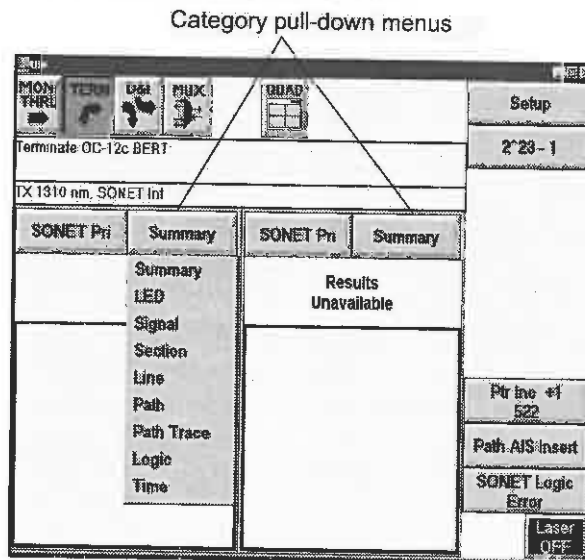 Category pull-down menus
MON THRU TERM D&I MUX QUAD
Setup
Terminate OC-12c BERT
2^23-1
TX 1310 nm, SONET Int
SONET Pri Summary SONET Pri Summary
Summary
LED
Signal
Section
Line
Path
Path Trace
Logic
Time
Results
Unavailable
Ptr Inc +1
522
Path AIS Insert
SONET Logic
Error
Laser
OFF